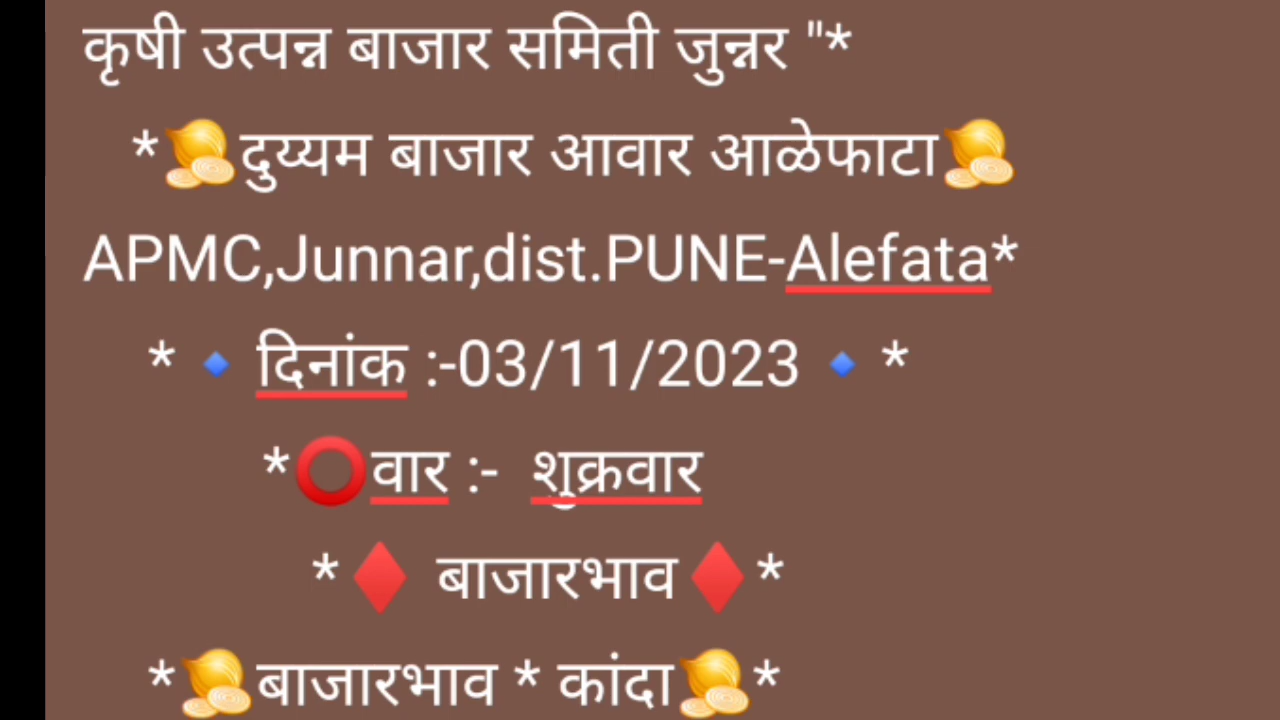 कृषी उत्पन्न बाजार समिती जुन्नर "*
*🧅दुय्यम बाजार आवार आळेफाटा🧅
APMC,Junnar,dist.PUNE-Alefata*
*🔹दिनांक :-03/11/2023🔹*
*⭕वार :- शुक्रवार
*♦️ बाजारभाव♦️*
*🧅बाजारभाव * कांदा🧅*